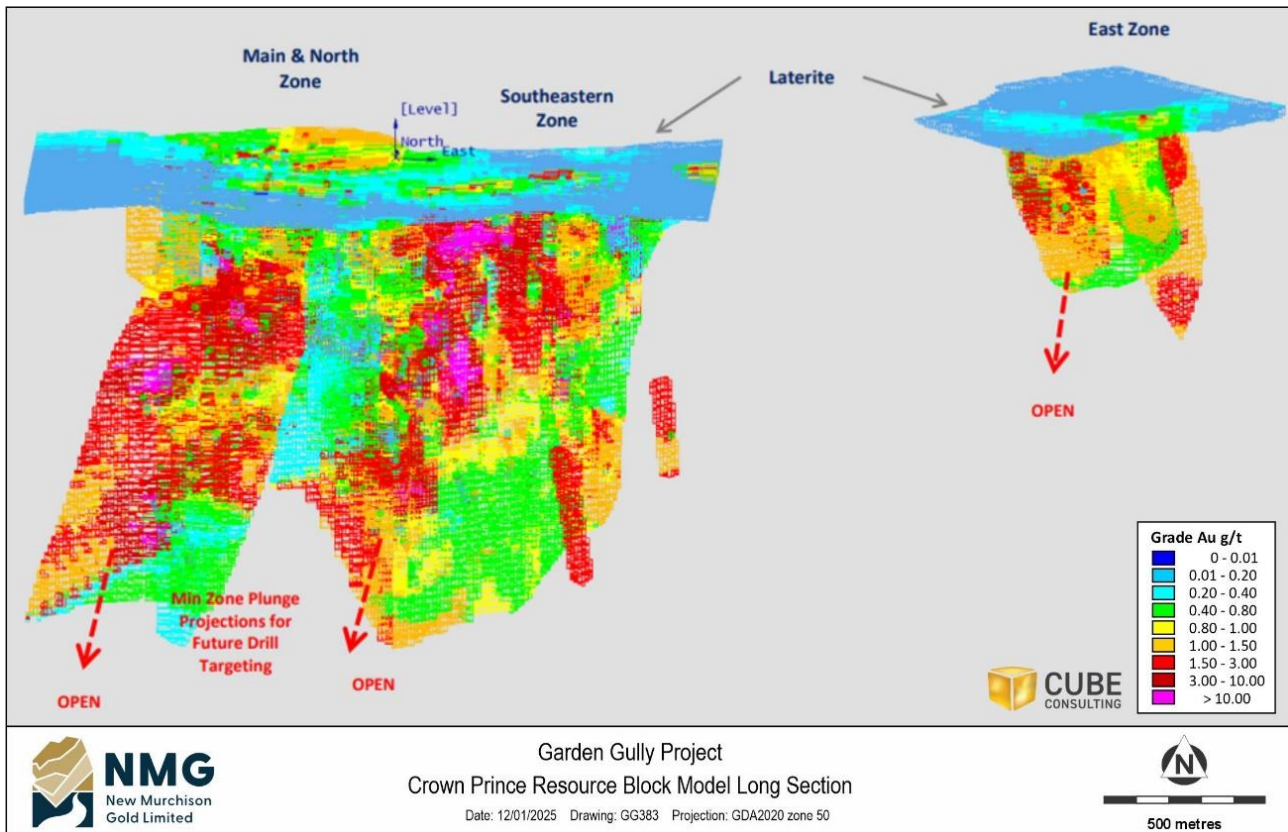 Main & North
Zone
Southeastern
Zone
Laterite
East Zone
[Level]
North
East
OPEN
Min Zone Plunge
Projections for
Future Drill
Targeting
OPEN
OPEN
Grade Au g/t
0 - 0.01
0.01 - 0.20
0.20 - 0.40
0.40 - 0.80
0.80 - 1.00
1.00 - 1.50
1.50 - 3.00
3.00 - 10.00
> 10.00
CUBE
CONSULTING
NMG
New Murchison
Gold Limited
Garden Gully Project
Crown Prince Resource Block Model Long Section
Date: 12/01/2025 Drawing: GG383 Projection: GDA2020 zone 50
N
500 metres